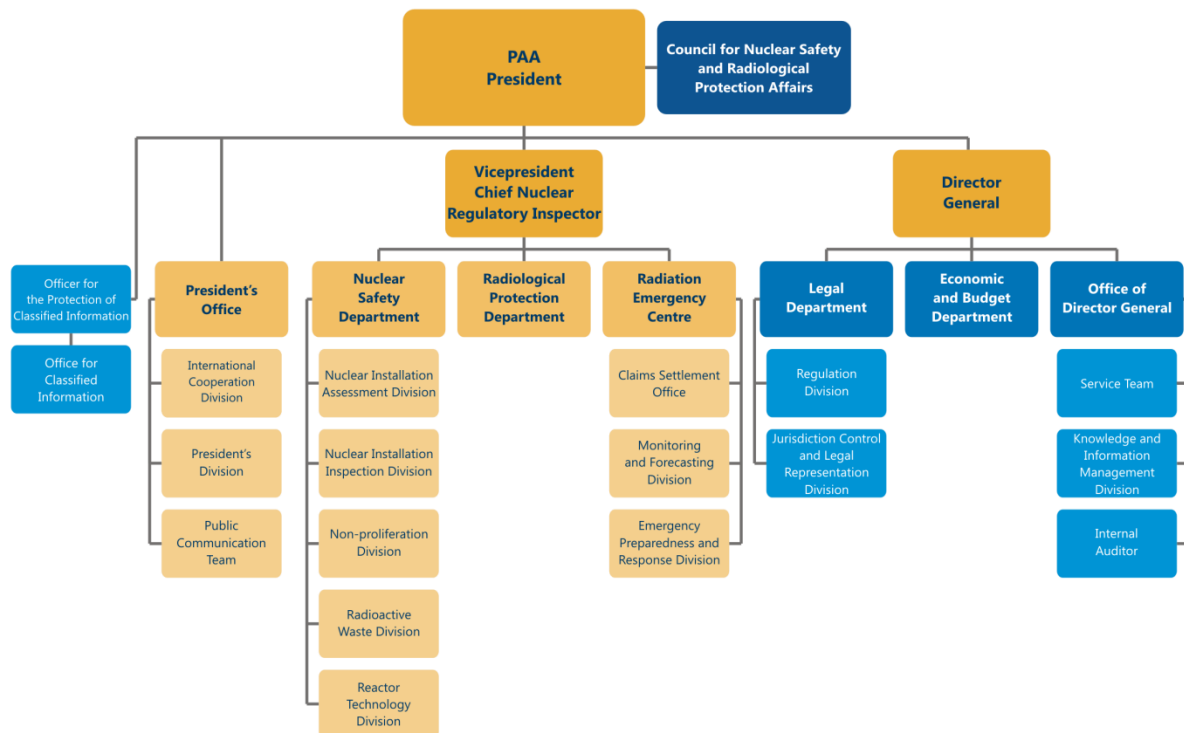 PAA
President
Council for Nuclear Safety
and Radiological
Protection Affairs
Vicepresident
Chief Nuclear
Regulatory Inspector
Director
General
Officer for
the Protection of
Classified Information
Office for
Classified
Information
President's
Office
International
Cooperation
Division
President's
Division
Public
Communication
Team
Nuclear
Safety
Department
Nuclear Installation
Assessment Division
Nuclear Installation
Inspection Division
Non-proliferation
Division
Radioactive
Waste Division
Reactor
Technology
Division
Radiological
Protection
Department
Radiation
Emergency
Centre
Claims Settlement
Office
Monitoring
and Forecasting
Division
Emergency
Preparedness and
Response Division
Legal
Department
Regulation
Division
Jurisdiction Control
and Legal
Representation
Division
Economic
and Budget
Department
Office of
Director General
Service Team
Knowledge and
Information
Management
Division
Internal
Auditor